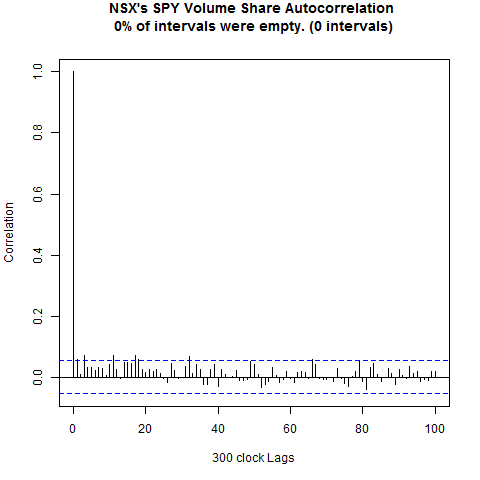 NSX's SPY Volume Share Autocorrelation
0% of intervals were empty. (0 intervals)
1.0
0.8
0.6
0.4
0.2
0.0
Correlation
0 20 40 60 80 100
300 clock Lags